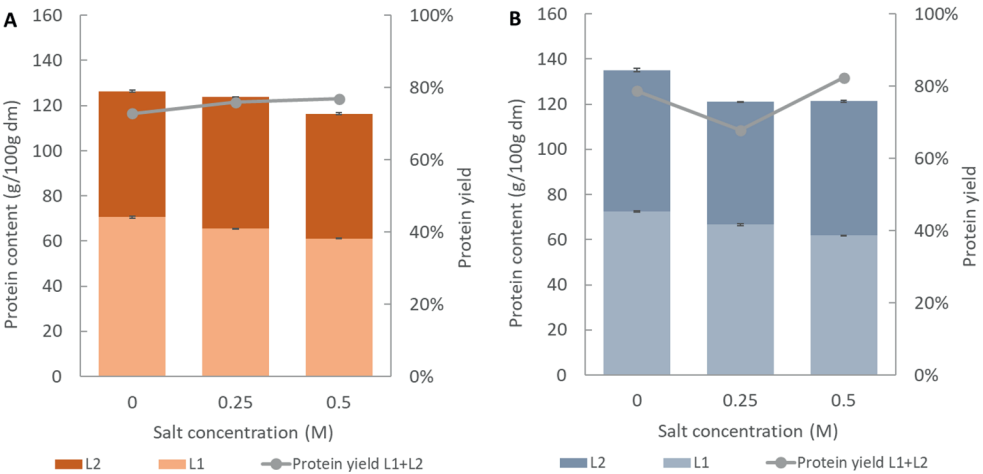 A
160
140
120
100
80
60
40
20
0
Protein content (g/100g dm)
100%
80%
60%
40%
20%
0%
Protein yield
0 0.25 0.5
Salt concentration (M)
L2 L1 Protein yield L1+L2
B
160
140
120
100
80
60
40
20
0
Protein content (g/100g dm)
100%
80%
60%
40%
20%
0%
Protein yield
0 0.25 0.5
Salt concentration (M)
L2 L1 Protein yield L1+L2